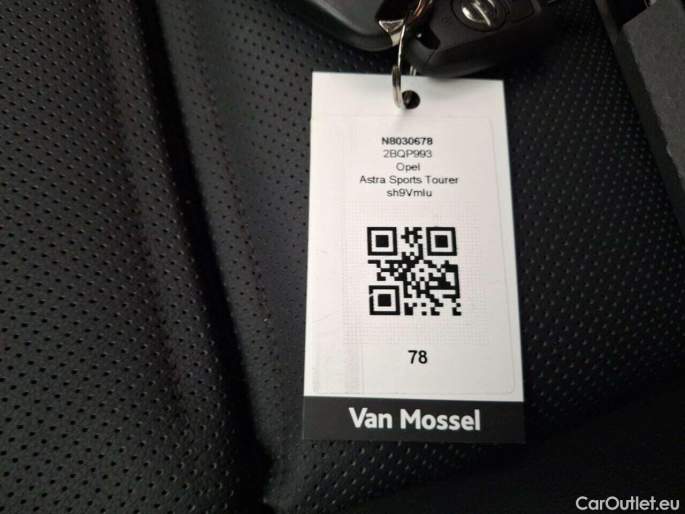 N8030678
2BQP993
Opel
Astra Sports Tourer
sh9Vmlu
78
Van Mossel
CarOutlet.eu